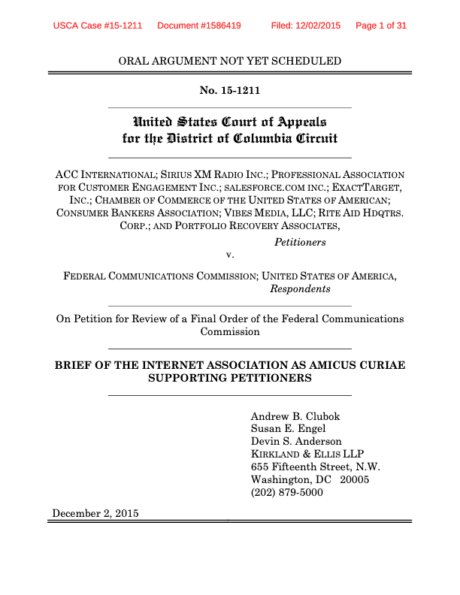 USCA Case #15-1211 Document #1586419 Filed: 12/02/2015 Page 1 of 31
ORAL ARGUMENT NOT YET SCHEDULED
No. 15-1211
United States Court of Appeals
for the District of Columbia Circuit
ACC INTERNATIONAL; SIRIUS XM RADIO INC.; PROFESSIONAL ASSOCIATION
FOR CUSTOMER ENGAGEMENT INC.; SALESFORCE.COM INC.; EXACTTARGET,
INC.; CHAMBER OF COMMERCE OF THE UNITED STATES OF AMERICAN;
CONSUMER BANKERS ASSOCIATION; VIBES MEDIA, LLC; RITE AID HDQTRS.
CORP.; AND PORTFOLIO RECOVERY ASSOCIATES,
Petitioners
v.
FEDERAL COMMUNICATIONS COMMISSION; UNITED STATES OF AMERICA,
Respondents
On Petition for Review of a Final Order of the Federal Communications
Commission
BRIEF OF THE INTERNET ASSOCIATION AS AMICUS CURIAE
SUPPORTING PETITIONERS
Andrew B. Clubok
Susan E. Engel
Devin S. Anderson
KIRKLAND & ELLIS LLP
655 Fifteenth Street, N.W.
Washington, DC 20005
(202) 879-5000
December 2, 2015